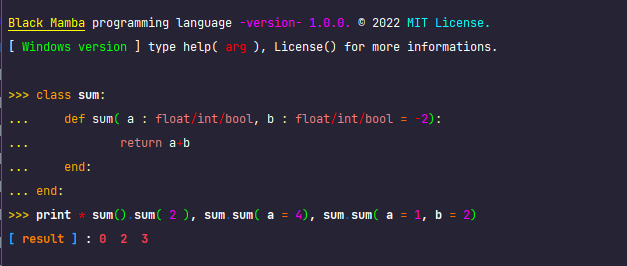 Black Mamba programming language -version- 1.0.0. © 2022 MIT License.
[ Windows version ] type help( arg ), License() for more informations.
>>> class sum:
...     def sum( a : float/int/bool, b : float/int/bool = -2):
...             return a+b
...     end:
... end:
>>> print * sum().sum( 2 ), sum.sum( a = 4), sum.sum( a = 1, b = 2)
[ result ] : 0  2  3